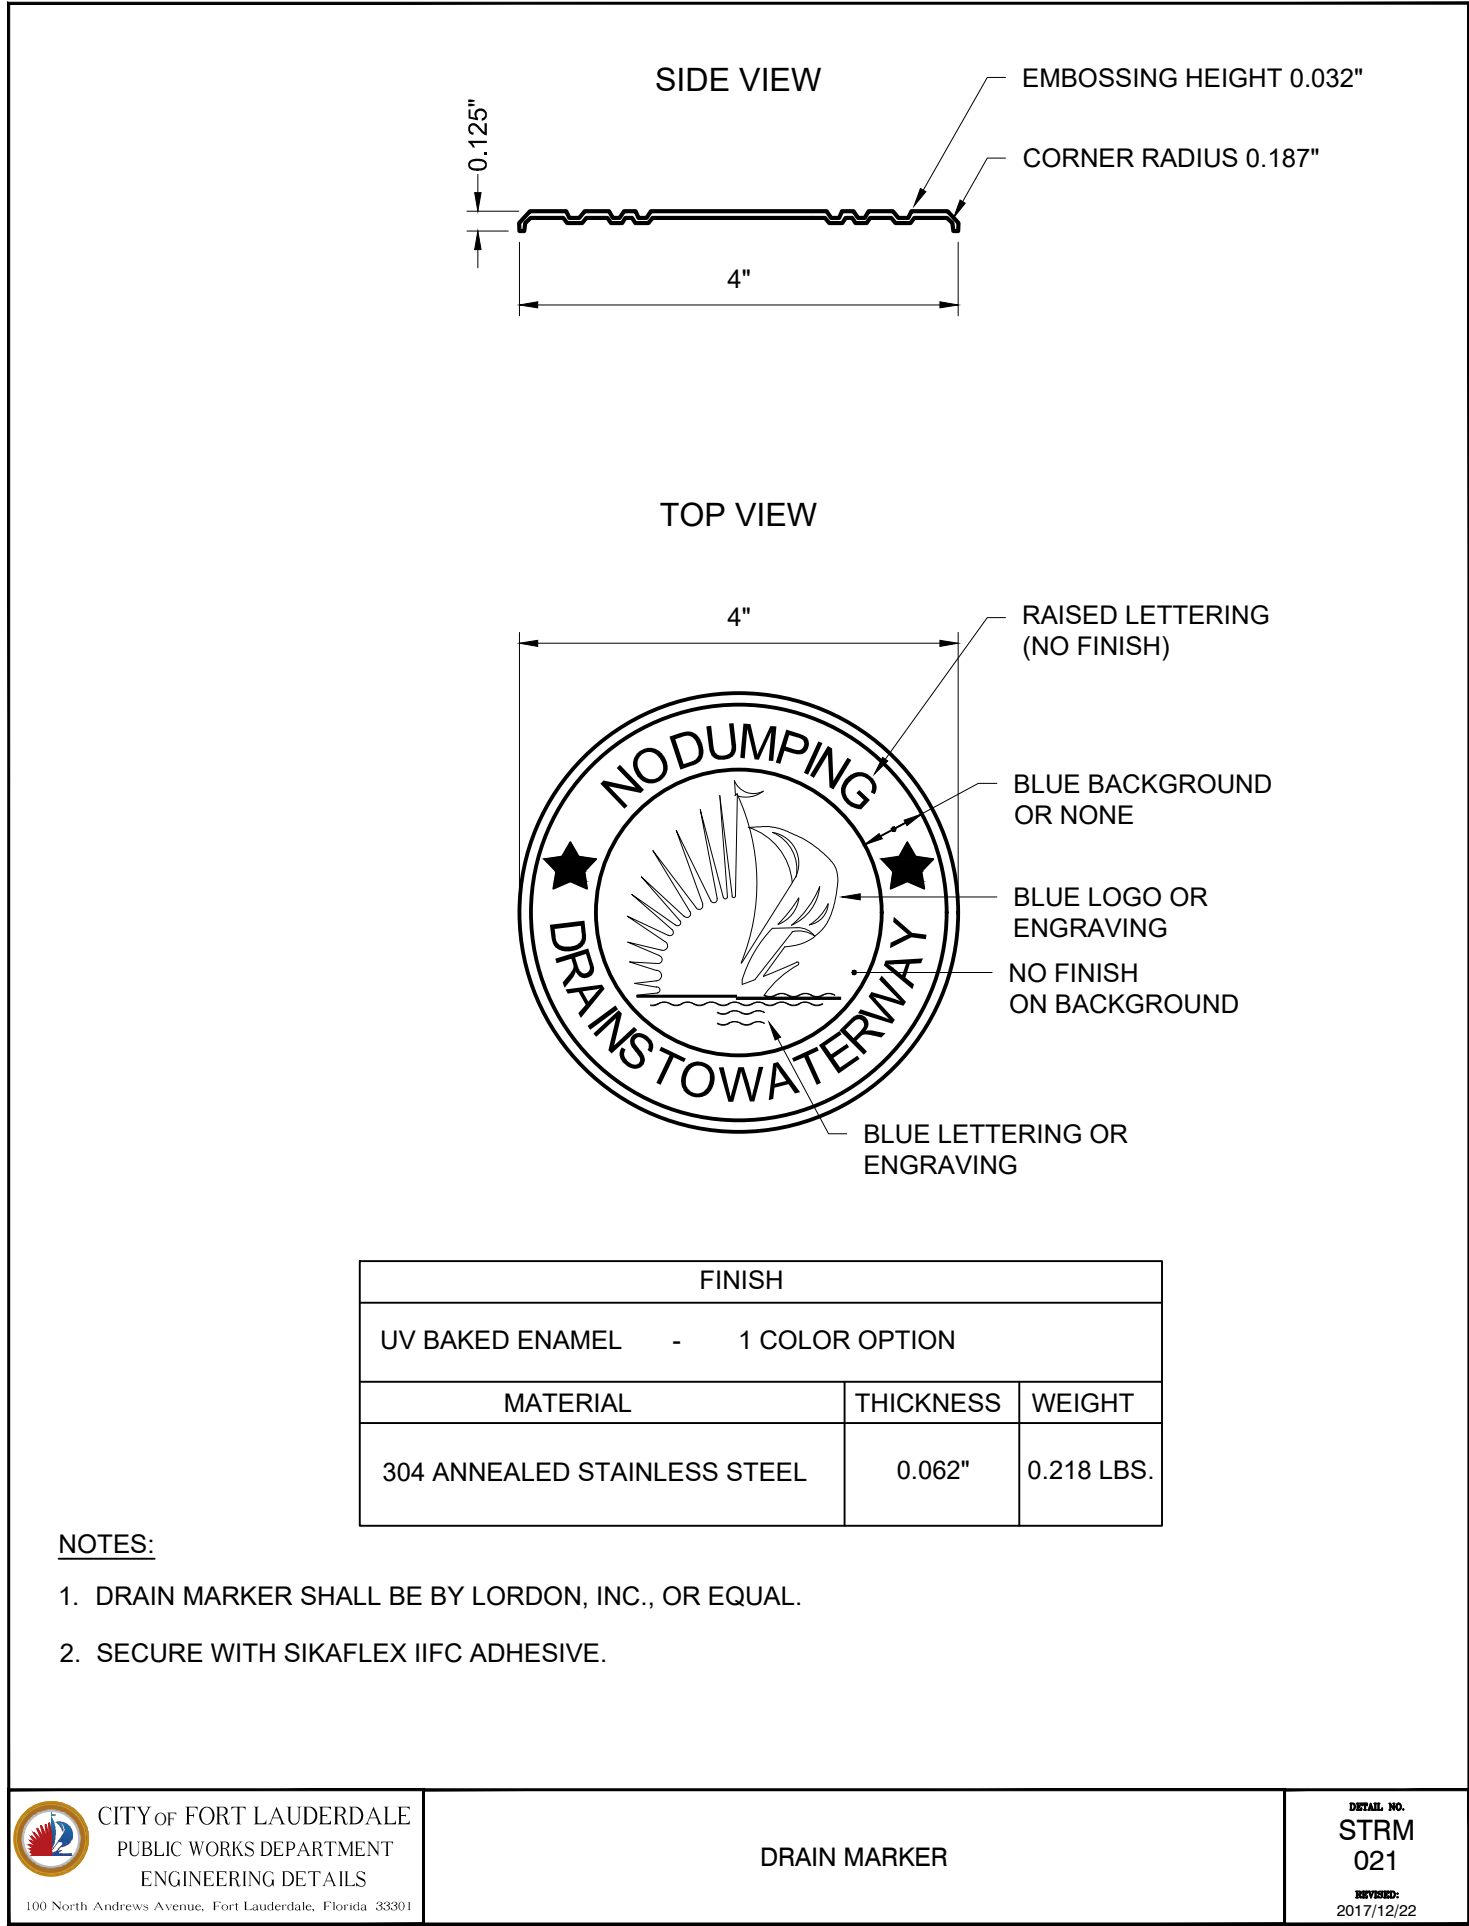 SIDE VIEW
EMBOSSING HEIGHT 0.032"
0.125"
CORNER RADIUS 0.187"
4"
TOP VIEW
4"
RAISED LETTERING
(NO FINISH)
NO DUMPING
BLUE BACKGROUND
OR NONE
BLUE LOGO OR
ENGRAVING
NO FINISH
ON BACKGROUND
DRAINS TO WATERWAY
BLUE LETTERING OR
ENGRAVING
FINISH
UV BAKED ENAMEL - 1 COLOR OPTION
MATERIAL THICKNESS WEIGHT
304 ANNEALED STAINLESS STEEL 0.062" 0.218 LBS.
NOTES:
1. DRAIN MARKER SHALL BE BY LORDON, INC., OR EQUAL.
2. SECURE WITH SIKAFLEX IIFC ADHESIVE.
CITY OF FORT LAUDERDALE
PUBLIC WORKS DEPARTMENT
ENGINEERING DETAILS
100 North Andrews Avenue, Fort Lauderdale, Florida 33301
DRAIN MARKER
DETAIL NO.
STRM
021
REVISED:
2017/12/22